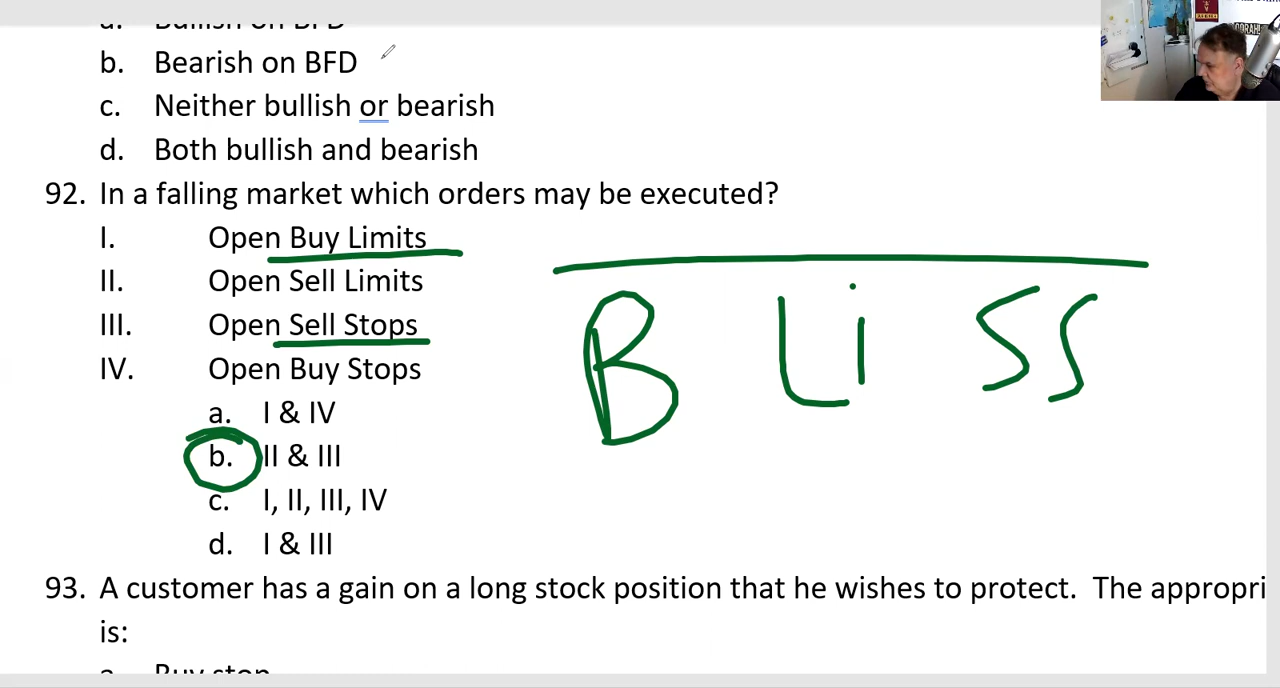 b. Bearish on BFD
c. Neither bullish or bearish
d. Both bullish and bearish
92. In a falling market which orders may be executed?
I. Open Buy Limits
II. Open Sell Limits
III. Open Sell Stops
IV. Open Buy Stops
a. I & IV
b. II & III
c. I, II, III, IV
d. I & III
B Li SS
93. A customer has a gain on a long stock position that he wishes to protect. The appropri
is:
a. Buy stop